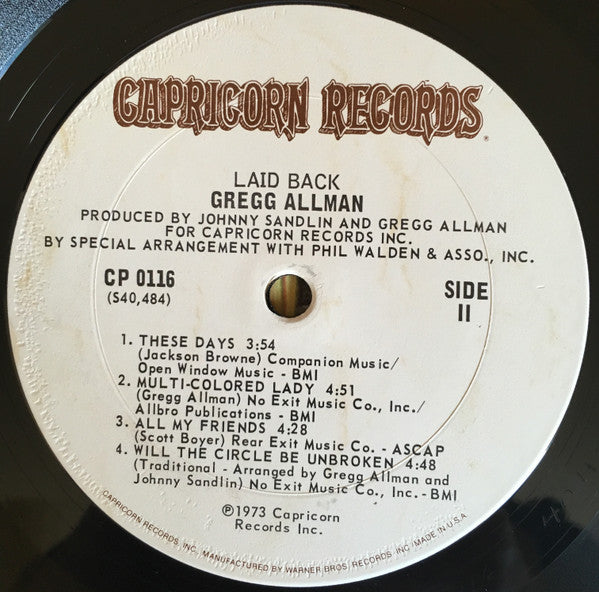 CAPRICORN RECORDS
LAID BACK
GREGG ALLMAN
PRODUCED BY JOHNNY SANDLIN AND GREGG ALLMAN
FOR CAPRICORN RECORDS INC.
BY SPECIAL ARRANGEMENT WITH PHIL WALDEN & ASSO., INC.
CP 0116
(S40,484)
SIDE
II
1. THESE DAYS 3:54
(Jackson Browne) Companion Music/
Open Window Music - BMI
2. MULTI-COLORED LADY 4:51
(Gregg Allman) No Exit Music Co., Inc./
Allbro Publications - BMI
3. ALL MY FRIENDS 4:28
(Scott Boyer) Rear Exit Music Co. - ASCAP
4. WILL THE CIRCLE BE UNBROKEN 4:48
(Traditional - Arranged by Gregg Allman and
Johnny Sandlin) No Exit Music Co., Inc. - BMI
℗1973 Capricorn
Records Inc.
CAPRICORN RECORDS INC., MANUFACTURED BY WARNER BROS. RECORDS INC. MADE IN U.S.A.